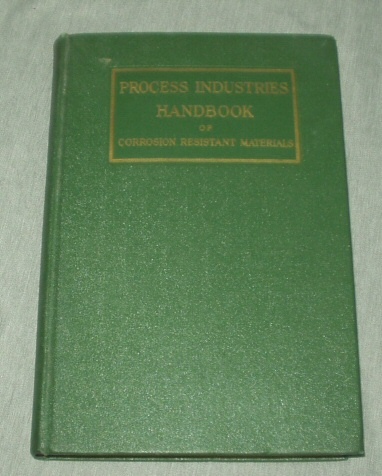 PROCESS INDUSTRIES
HANDBOOK
OF
CORROSION RESISTANT MATERIALS